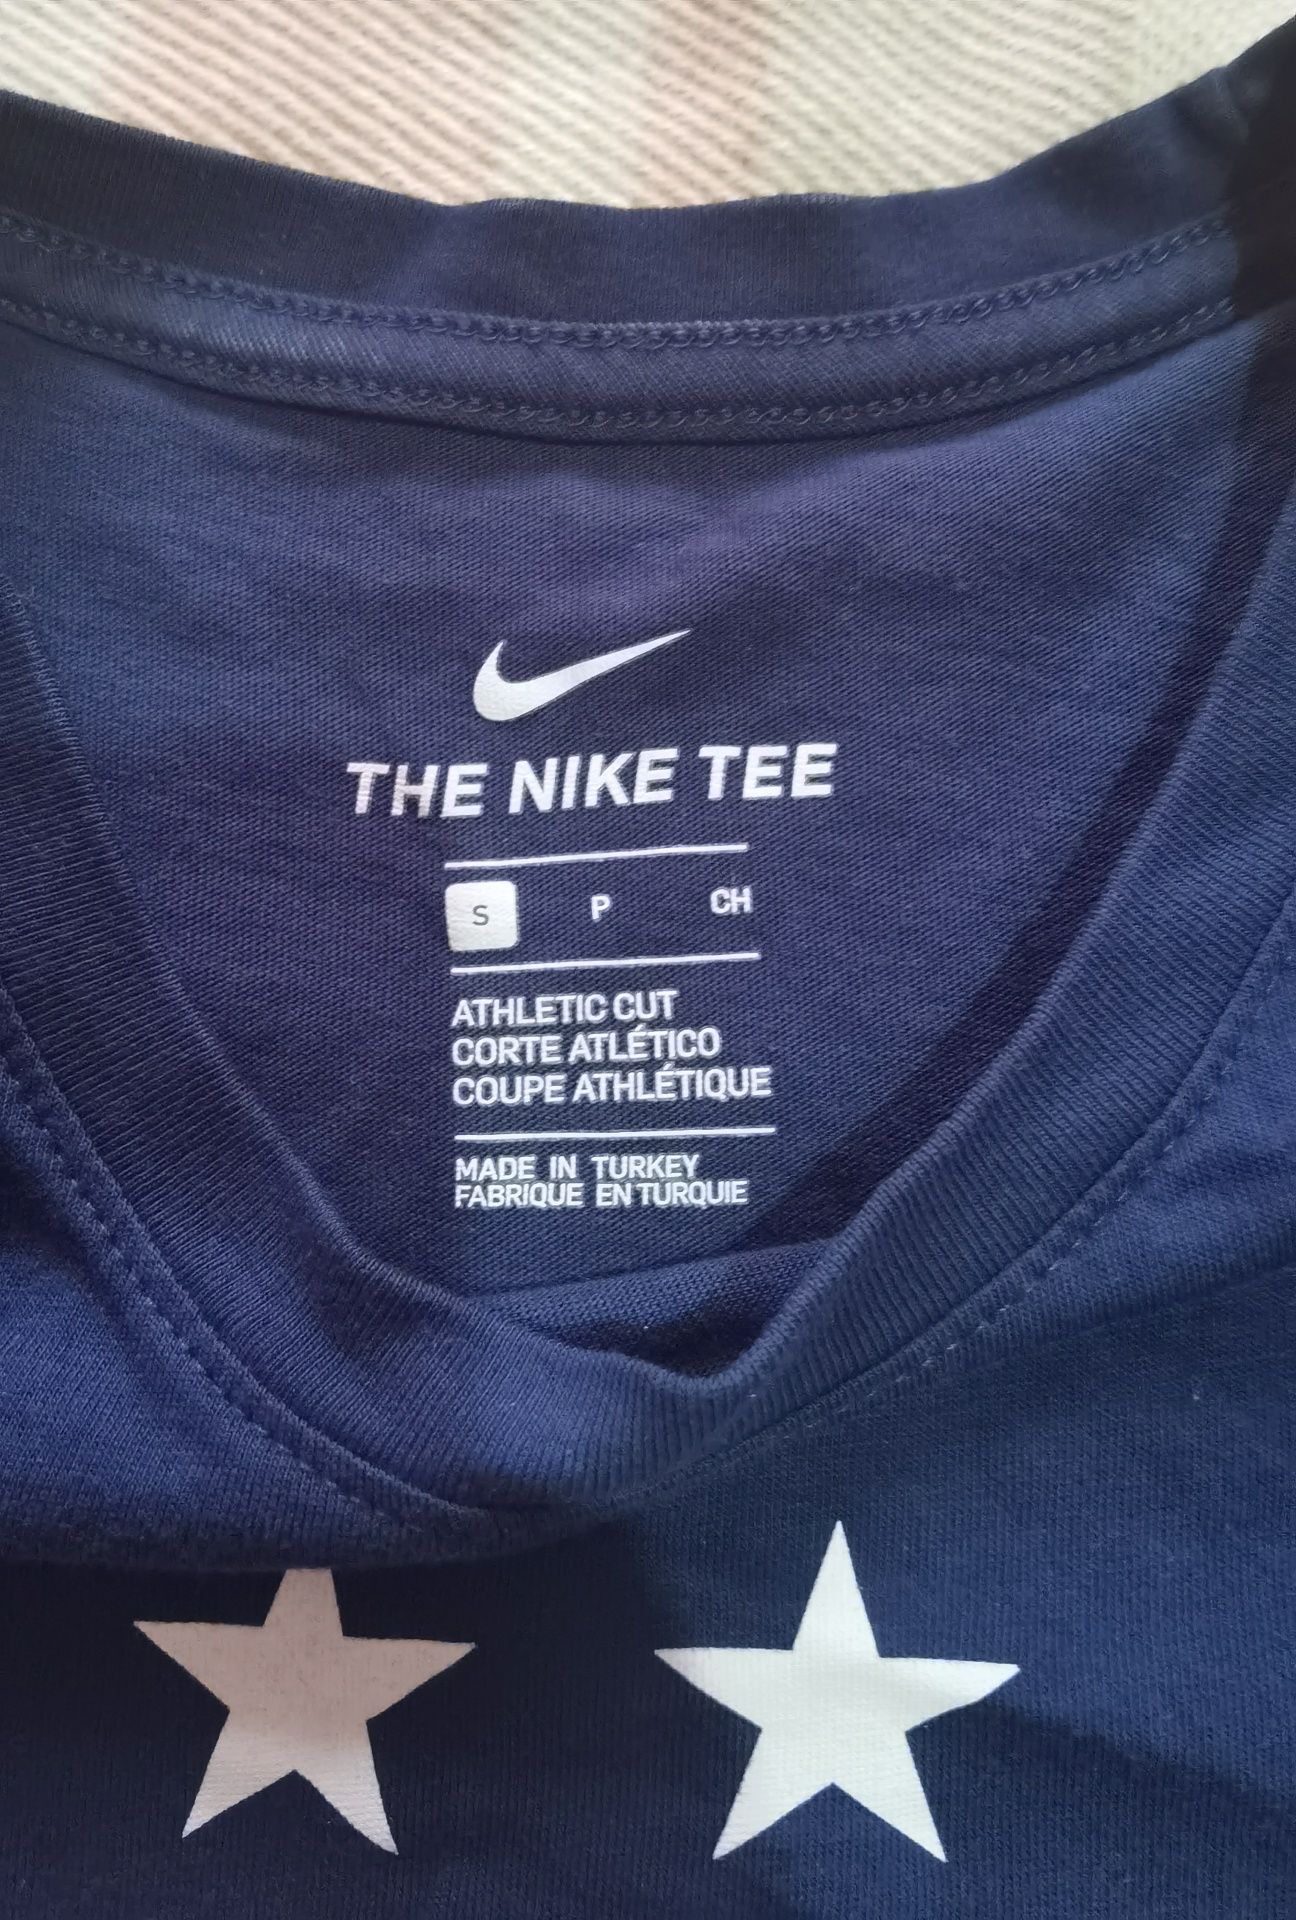 THE NIKE TEE
S P CH
ATHLETIC CUT
CORTE ATLÉTICO
COUPE ATHLÉTIQUE
MADE IN TURKEY
FABRIQUE EN TURQUIE